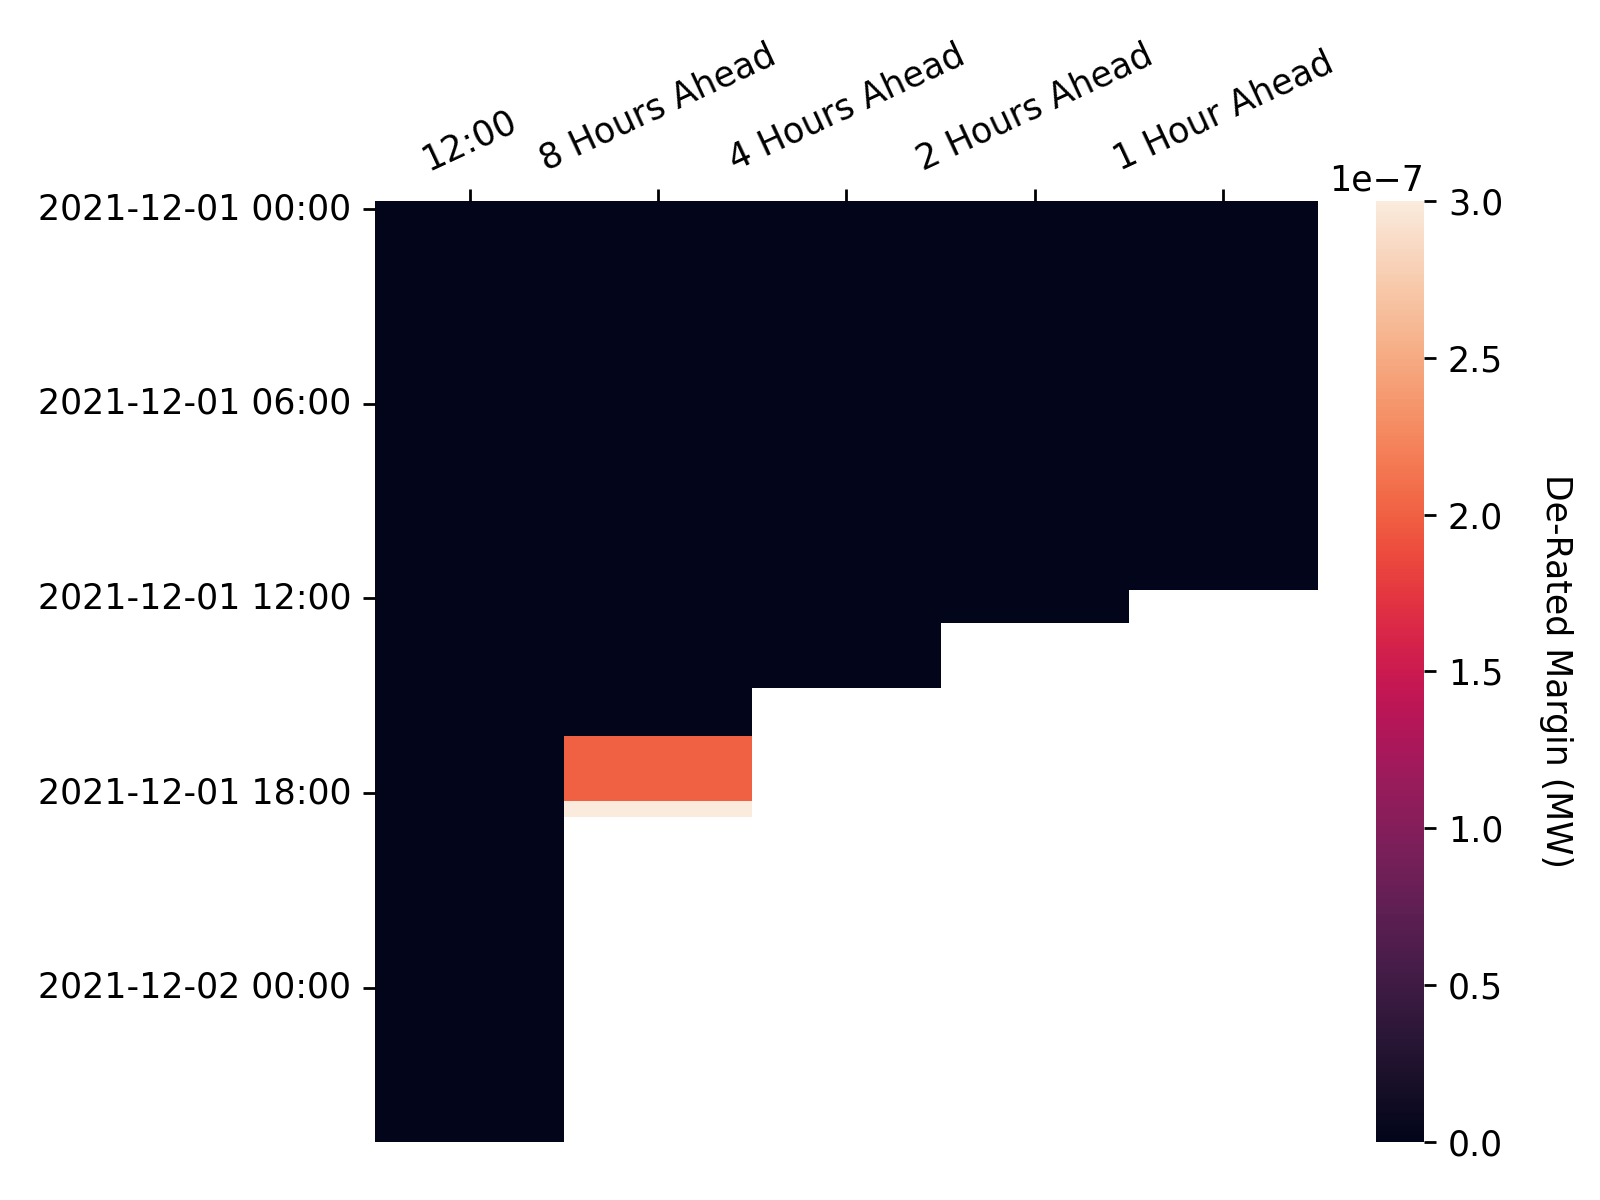 12:00
8 Hours Ahead
4 Hours Ahead
2 Hours Ahead
1 Hour Ahead
2021-12-01 00:00
2021-12-01 06:00
2021-12-01 12:00
2021-12-01 18:00
2021-12-02 00:00
1e−7
3.0
2.5
2.0
1.5
1.0
0.5
0.0
De-Rated Margin (MW)